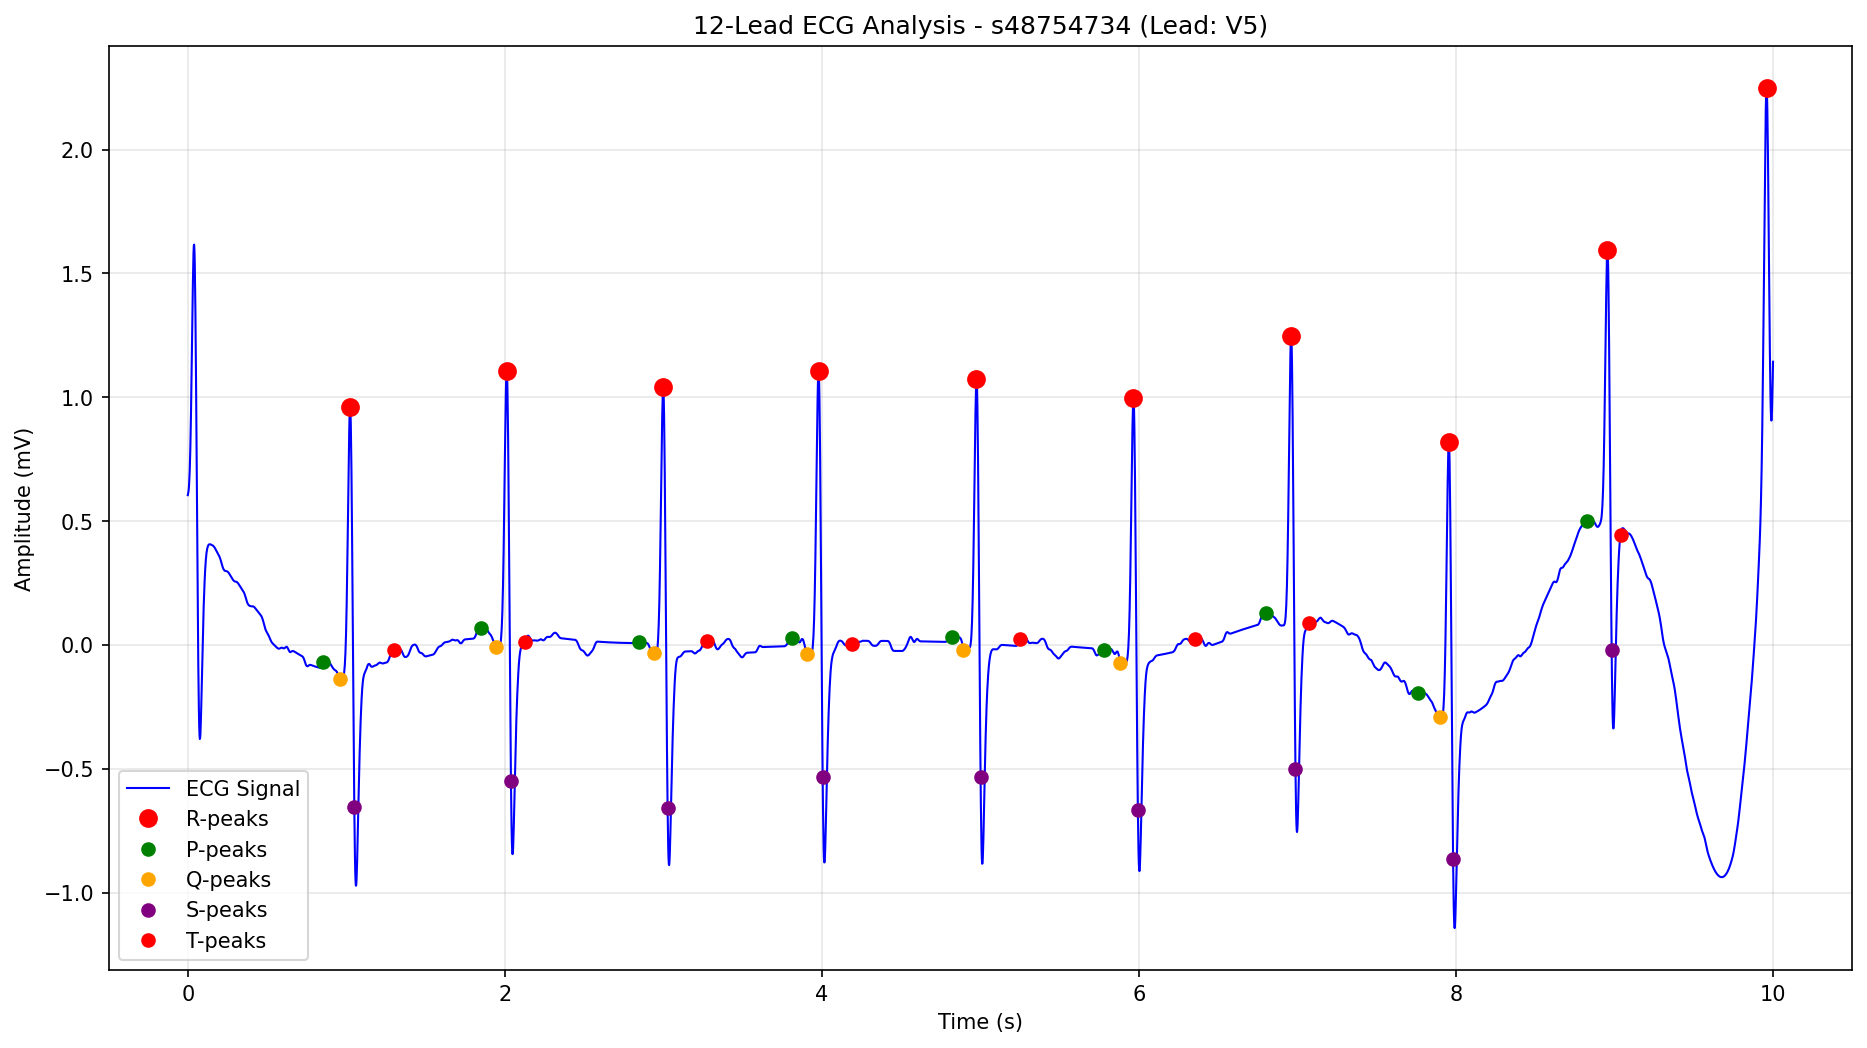 12-Lead ECG Analysis - s48754734 (Lead: V5)
Amplitude (mV)
2.0
1.5
1.0
0.5
0.0
−0.5
−1.0
ECG Signal
R-peaks
P-peaks
Q-peaks
S-peaks
T-peaks
0 2 4 6 8 10
Time (s)